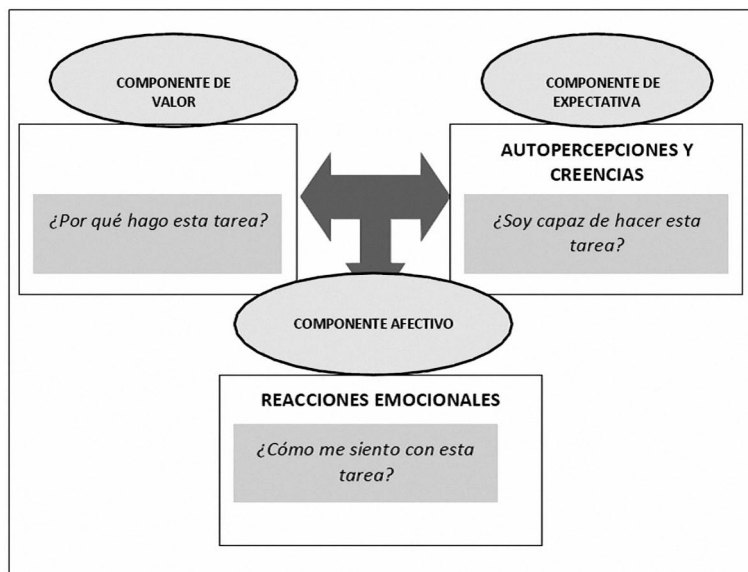 COMPONENTE DE
VALOR
¿Por qué hago esta tarea?
COMPONENTE DE
EXPECTATIVA
AUTOPERCEPCIONES Y
CREENCIAS
¿Soy capaz de hacer esta
tarea?
COMPONENTE AFECTIVO
REACCIONES EMOCIONALES
¿Cómo me siento con esta
tarea?